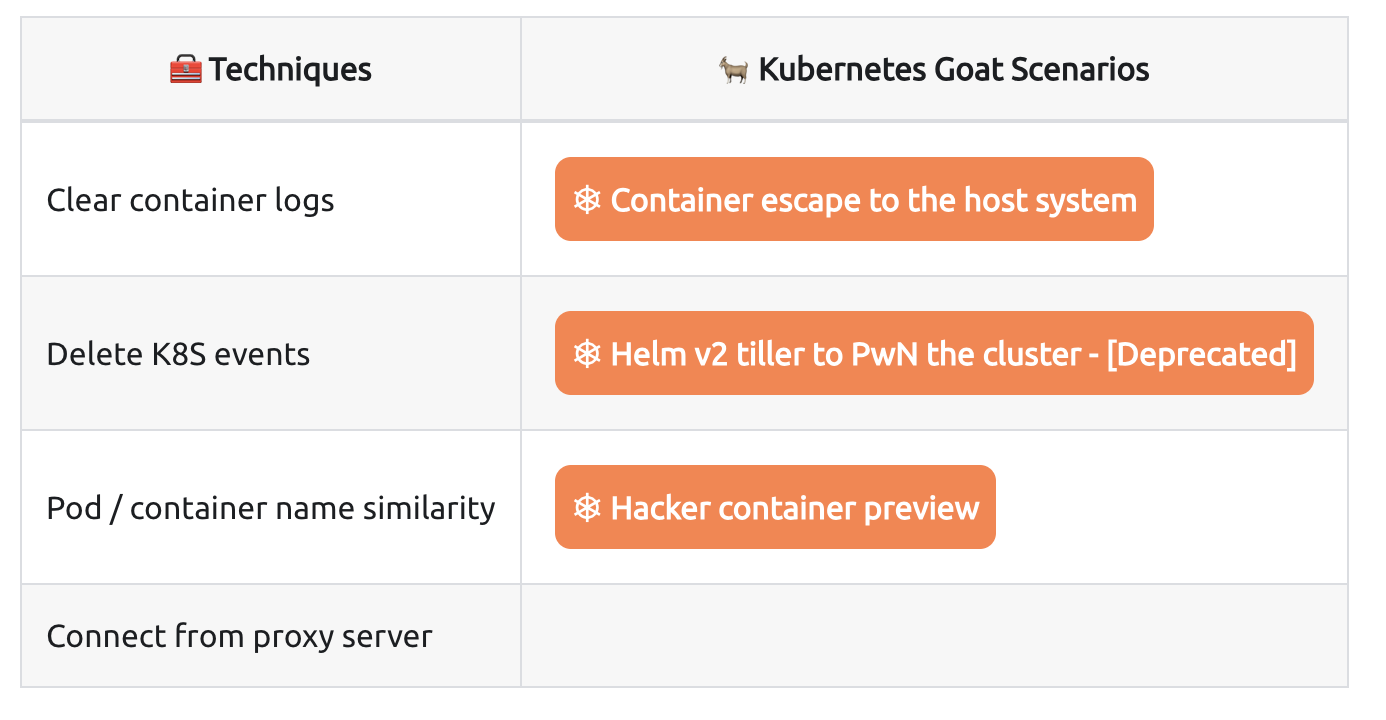 🧰 Techniques
🐐 Kubernetes Goat Scenarios
Clear container logs
⎈ Container escape to the host system
Delete K8S events
⎈ Helm v2 tiller to PwN the cluster - [Deprecated]
Pod / container name similarity
⎈ Hacker container preview
Connect from proxy server